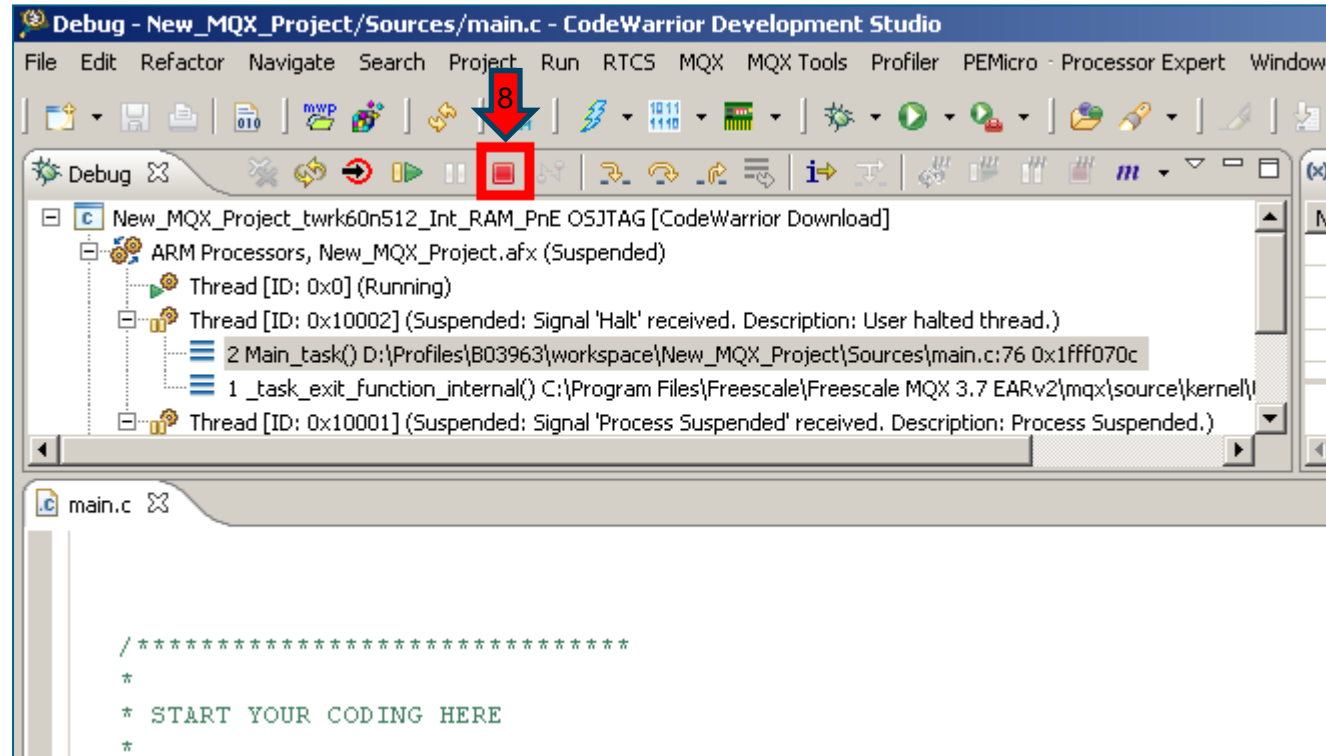 Debug - New_MQX_Project/Sources/main.c - CodeWarrior Development Studio
File Edit Refactor Navigate Search Project Run RTCS MQX MQX Tools Profiler PEMicro Processor Expert Window
8
Debug
New_MQX_Project_twrk60n512_Int_RAM_PnE OSJTAG [CodeWarrior Download]
ARM Processors, New_MQX_Project.afx (Suspended)
Thread [ID: 0x0] (Running)
Thread [ID: 0x10002] (Suspended: Signal 'Halt' received. Description: User halted thread.)
2 Main_task() D:\Profiles\B03963\workspace\New_MQX_Project\Sources\main.c:76 0x1fff070c
1 _task_exit_function_internal() C:\Program Files\Freescale\Freescale MQX 3.7 EARv2\mqx\source\kernel\
Thread [ID: 0x10001] (Suspended: Signal 'Process Suspended' received. Description: Process Suspended.)
main.c
/*******************************
*
* START YOUR CODING HERE
*